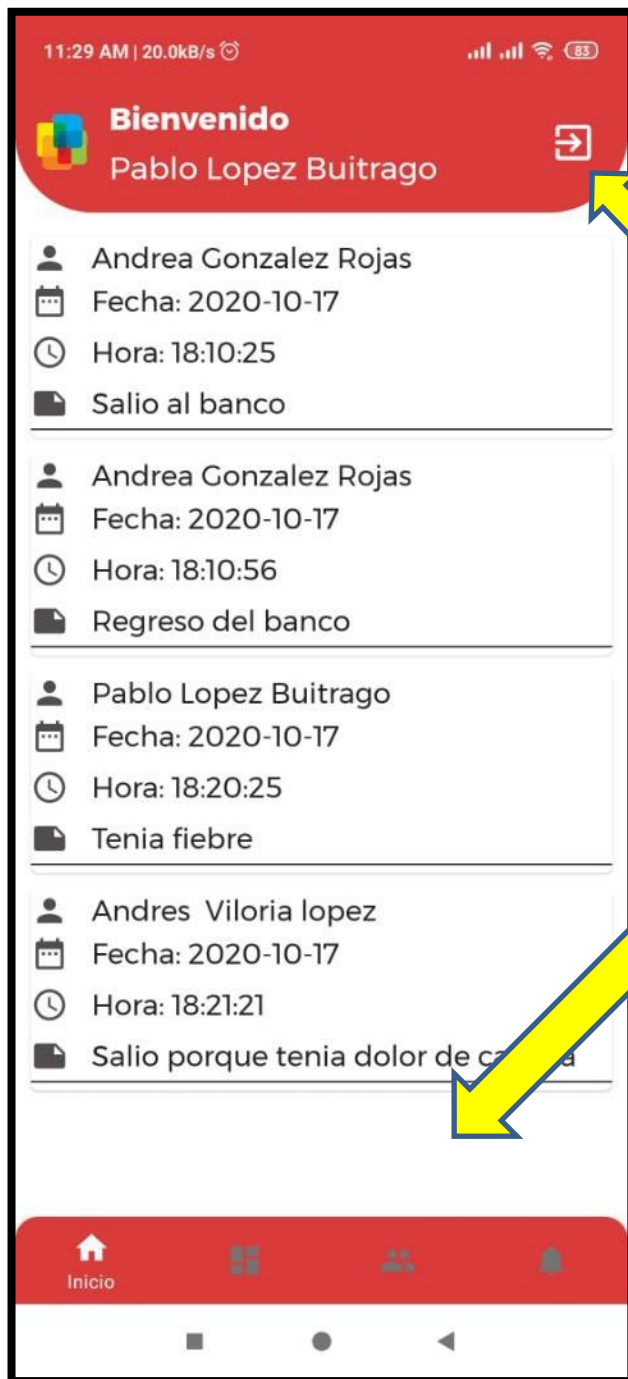 11:29 AM | 20.0kB/s 83
Bienvenido
Pablo Lopez Buitrago
Andrea Gonzalez Rojas
Fecha: 2020-10-17
Hora: 18:10:25
Salio al banco
Andrea Gonzalez Rojas
Fecha: 2020-10-17
Hora: 18:10:56
Regreso del banco
Pablo Lopez Buitrago
Fecha: 2020-10-17
Hora: 18:20:25
Tenia fiebre
Andres Viloria lopez
Fecha: 2020-10-17
Hora: 18:21:21
Salio porque tenia dolor de
Inicio